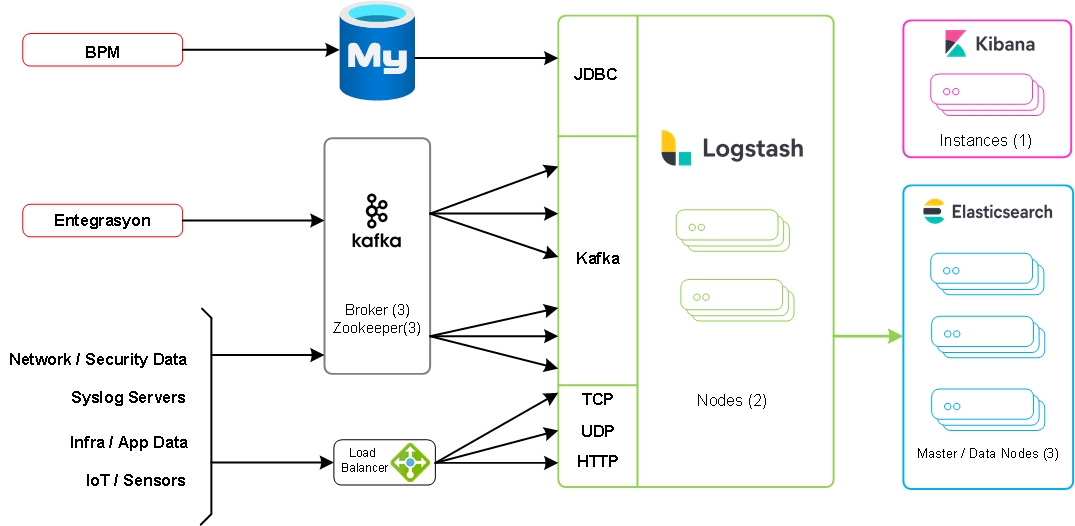 BPM
My
JDBC
Kibana
Instances (1)
Logstash
Entegrasyon
kafka
Broker (3)
Zookeeper(3)
Kafka
Nodes (2)
Elasticsearch
Master / Data Nodes (3)
Network / Security Data
Syslog Servers
Infra / App Data
IoT / Sensors
Load
Balancer
TCP
UDP
HTTP